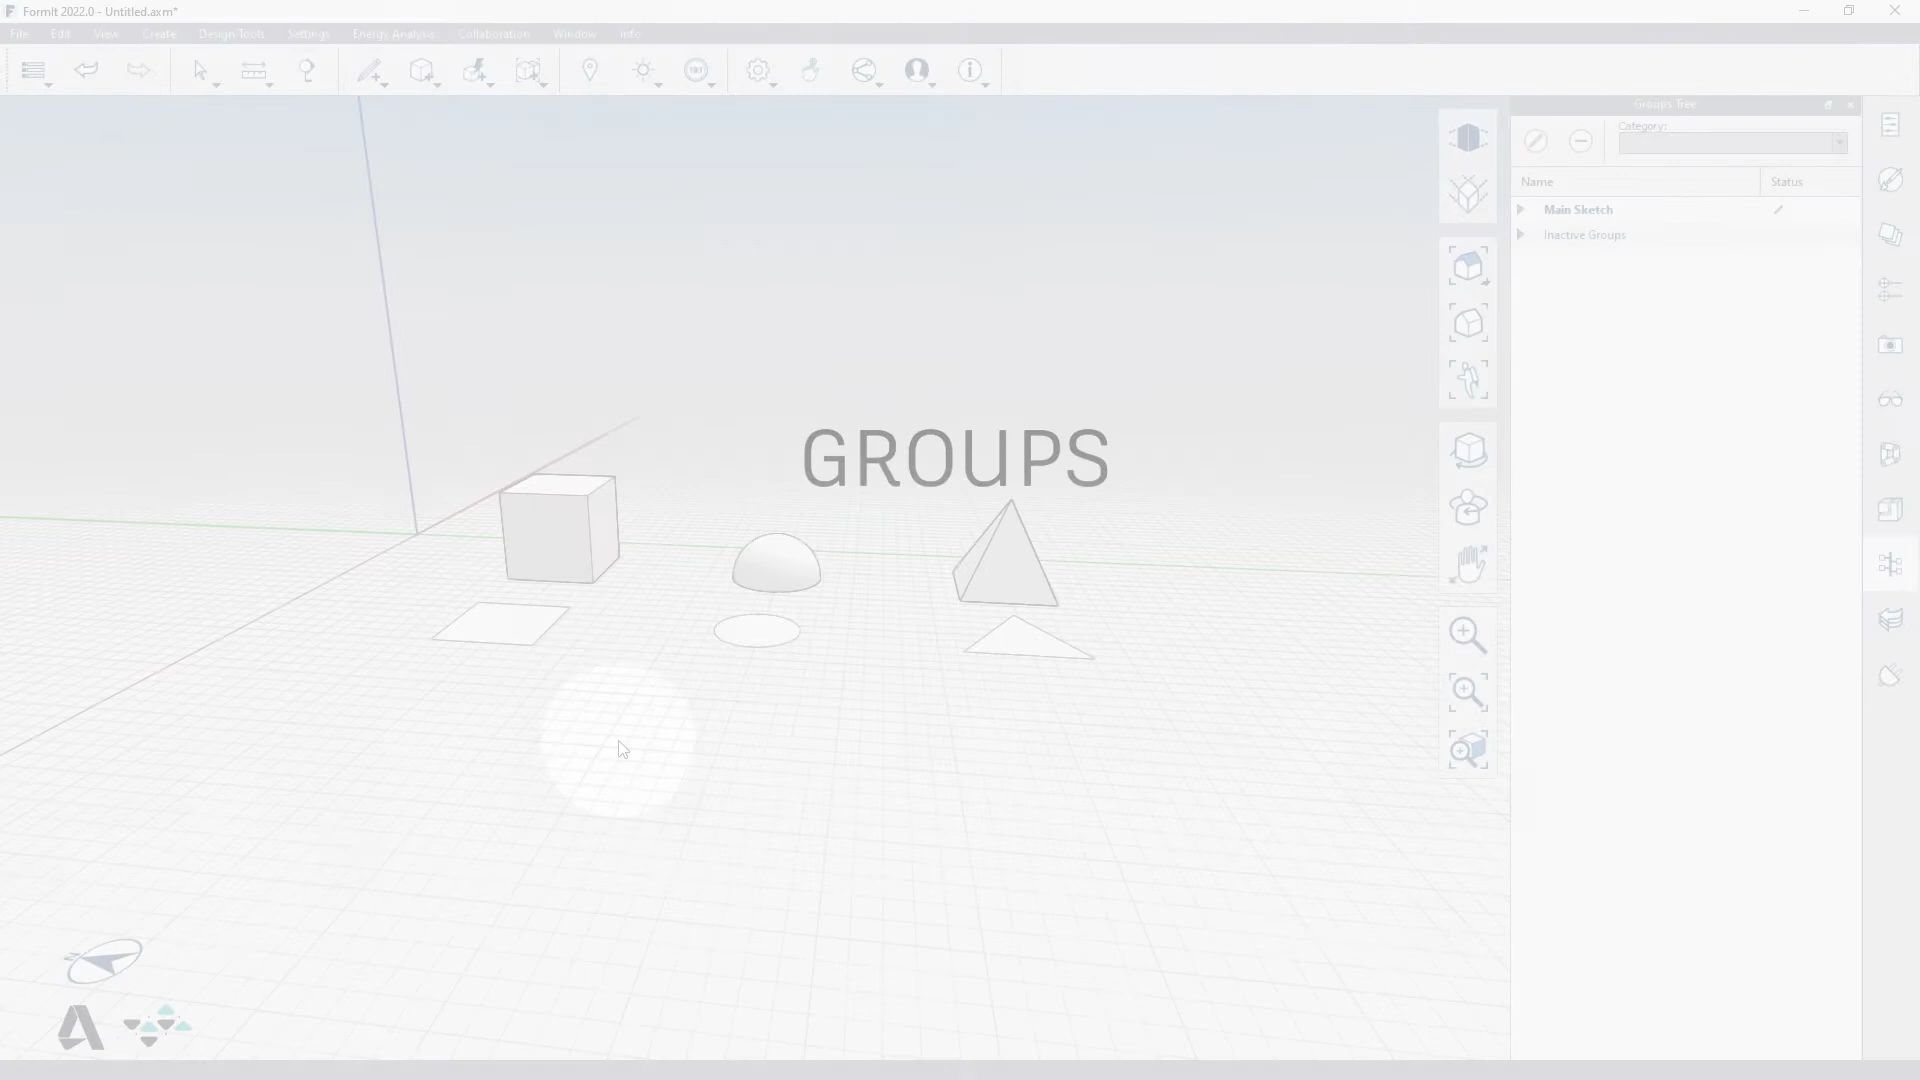 FormIt 2022.0 - Untitled.axm*
File Edit View Create Design Tools Settings Energy Analysis Collaboration Window Info
Groups Tree
Category:
Name Status
Main Sketch
Inactive Groups
GROUPS